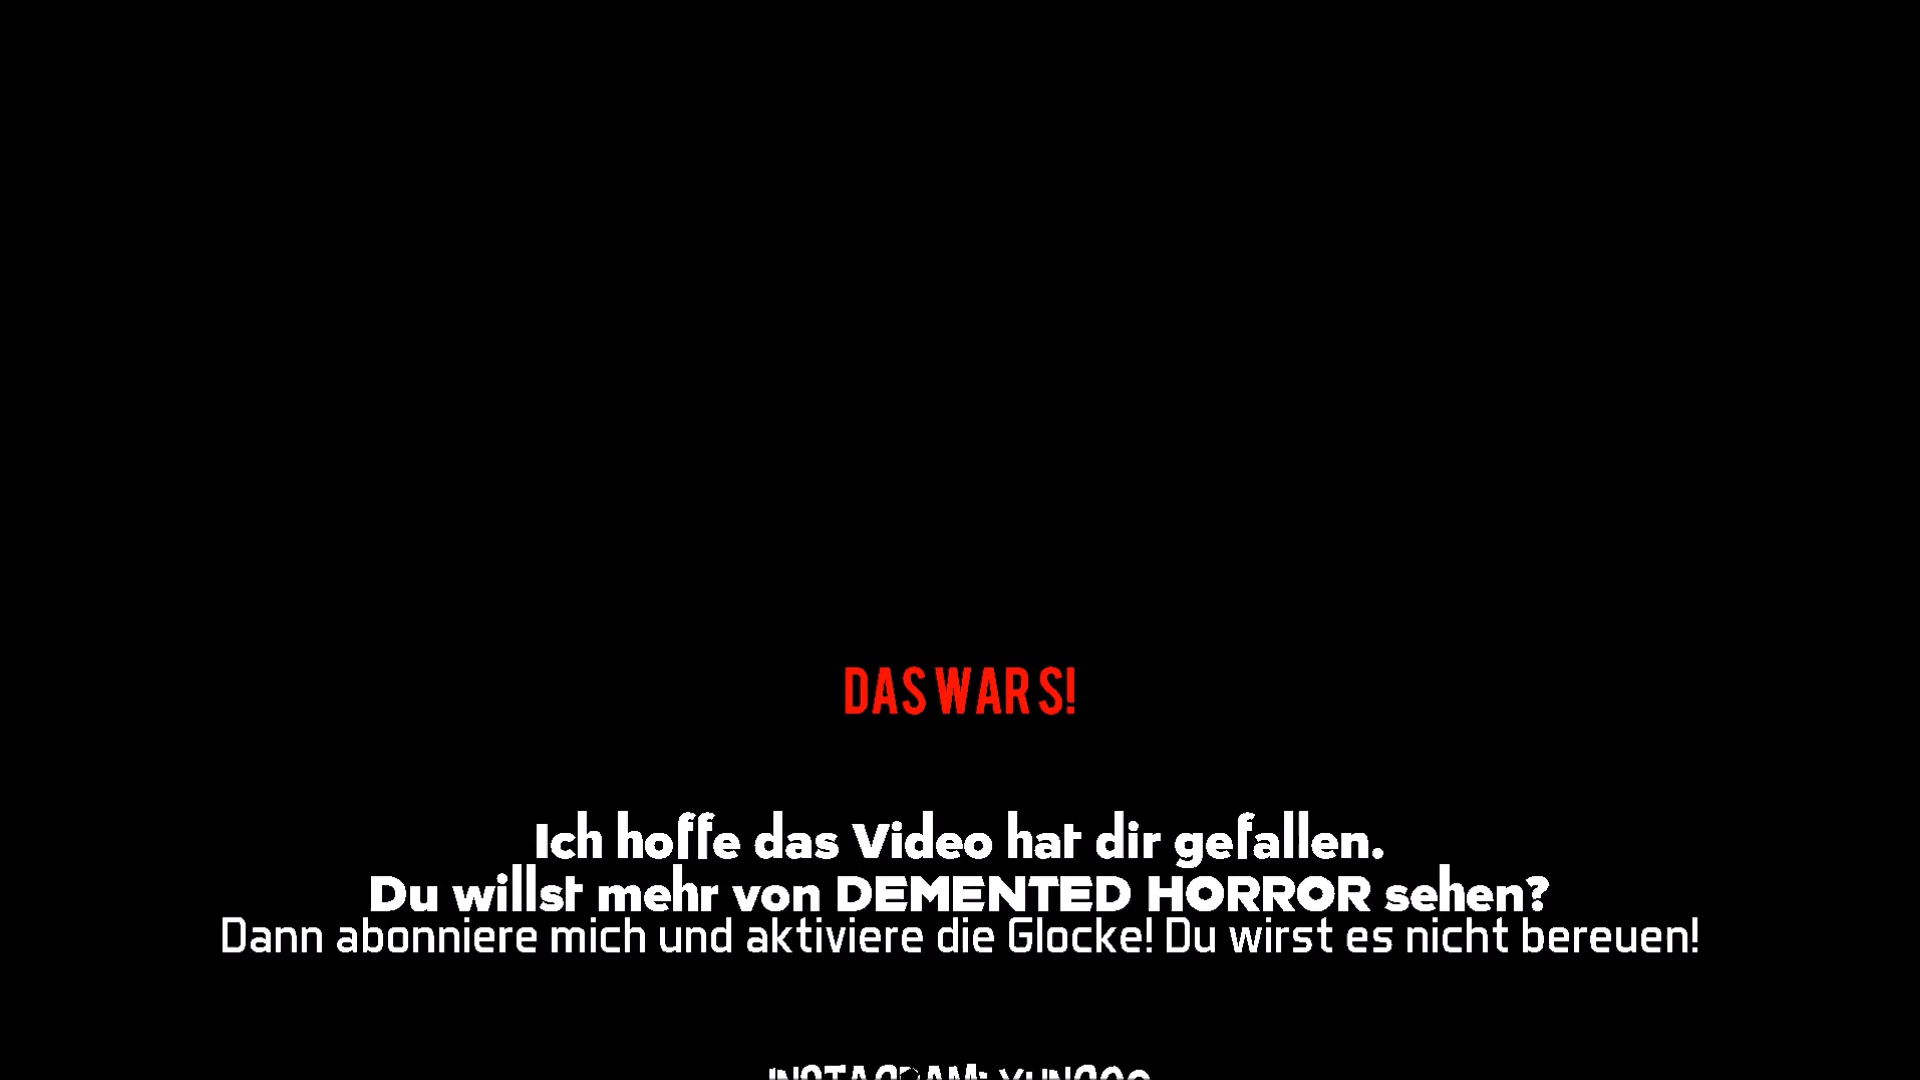 DAS WAR S!
Ich hoffe das Video hat dir gefallen.
Du willst mehr von DEMENTED HORROR sehen?
Dann abonniere mich und aktiviere die Glocke! Du wirst es nicht bereuen!
INSTAGRAM: